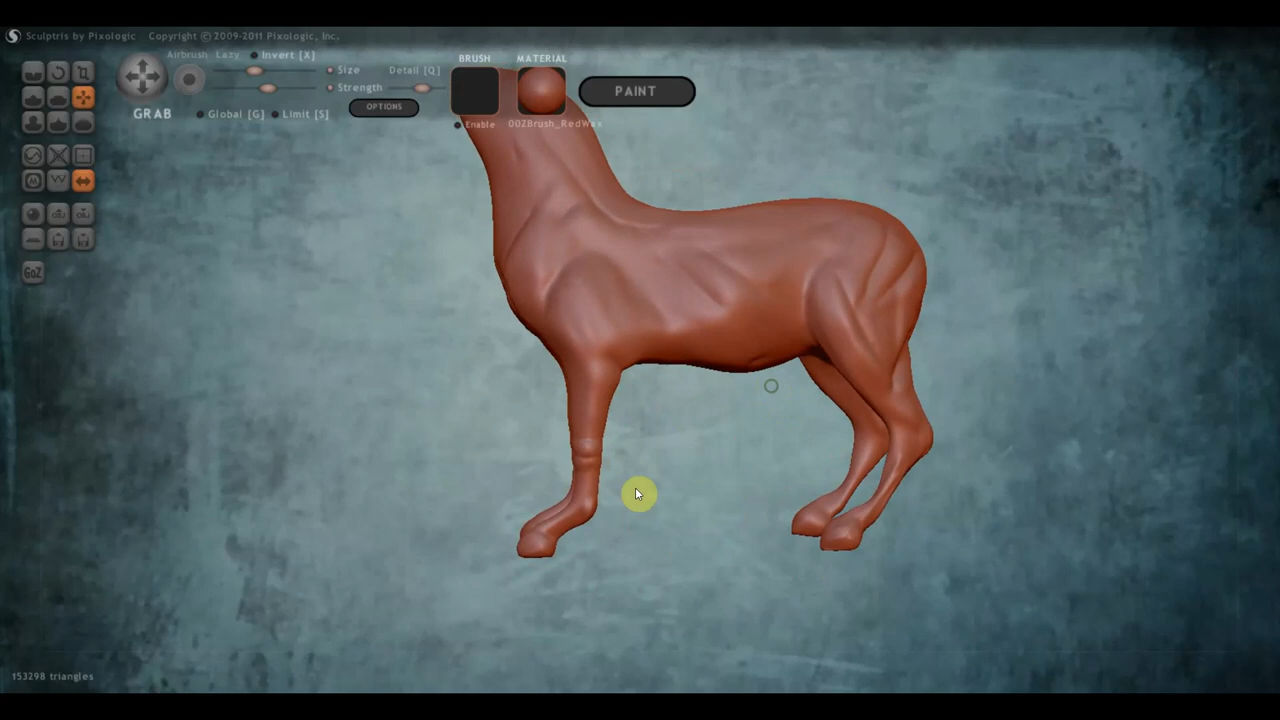 Sculptris by Pixologic Copyright © 2009-2011 Pixologic, Inc.
Airbrush Lazy Invert [X]
Size Detail [Q]
Strength
GRAB Global [G] Limit [S]
OPTIONS
BRUSH MATERIAL
Enable 00ZBrush_RedWax
PAINT
GoZ
153298 triangles